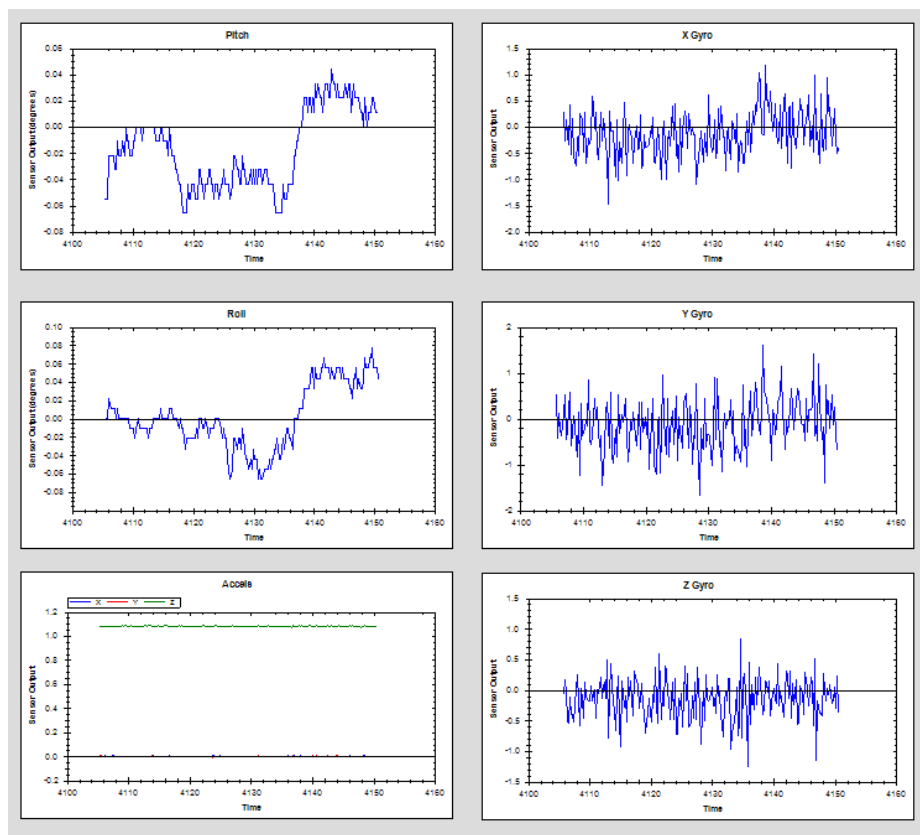 Pitch
Sensor Output(degrees)
0.06
0.04
0.02
0.00
-0.02
-0.04
-0.06
-0.08
4100 4110 4120 4130 4140 4150 4160
Time
X Gyro
Sensor Output
1.5
1.0
0.5
0.0
-0.5
-1.0
-1.5
-2.0
4100 4110 4120 4130 4140 4150 4160
Time
Roll
Sensor Output(degrees)
0.10
0.08
0.06
0.04
0.02
0.00
-0.02
-0.04
-0.06
-0.08
4100 4110 4120 4130 4140 4150 4160
Time
Y Gyro
Sensor Output
2
1
0
-1
-2
4100 4110 4120 4130 4140 4150 4160
Time
Accels
X Y Z
Sensor Output
1.2
1.0
0.8
0.6
0.4
0.2
0.0
-0.2
4100 4110 4120 4130 4140 4150 4160
Time
Z Gyro
Sensor Output
1.5
1.0
0.5
0.0
-0.5
-1.0
-1.5
4100 4110 4120 4130 4140 4150 4160
Time